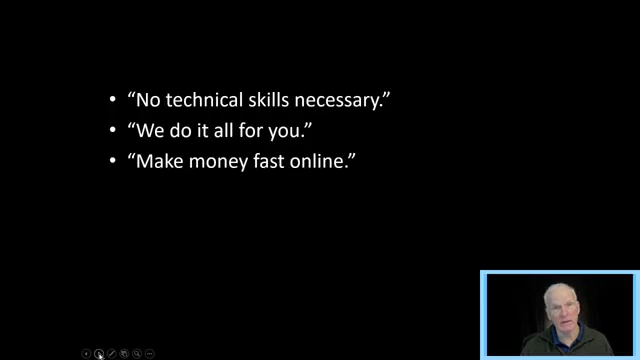 • “No technical skills necessary.”
• “We do it all for you.”
• “Make money fast online.”